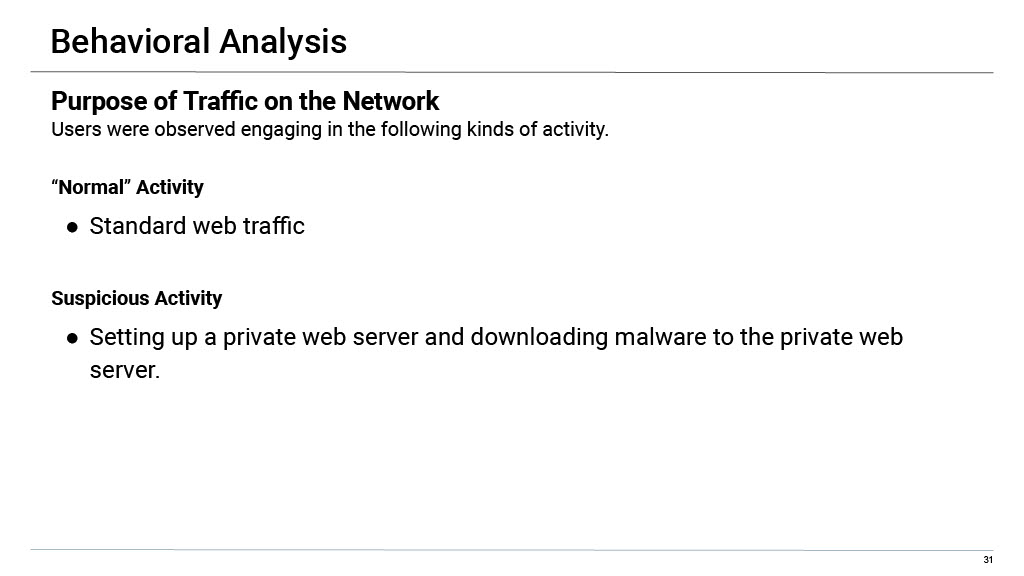 Behavioral Analysis
Purpose of Traffic on the Network
Users were observed engaging in the following kinds of activity.
“Normal” Activity
● Standard web traffic
Suspicious Activity
● Setting up a private web server and downloading malware to the private web
server.
31